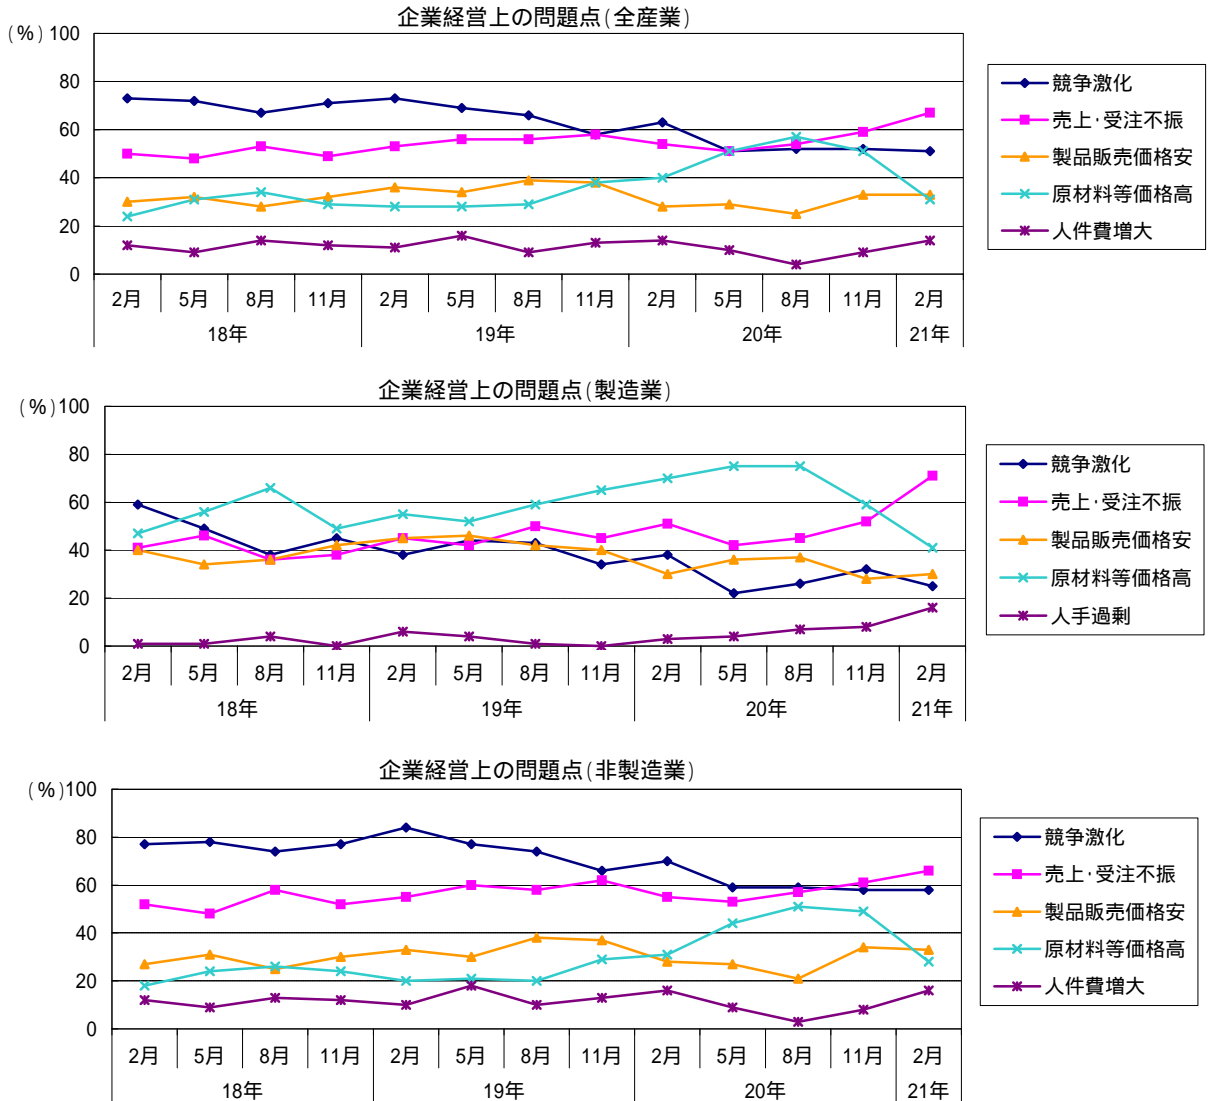 企業経営上の問題点(全産業)
(%)
100
80
60
40
20
0
2月 5月 8月 11月 2月 5月 8月 11月 2月 5月 8月 11月 2月
18年 19年 20年 21年
競争激化
売上·受注不振
製品販売価格安
原材料等価格高
人件費増大
企業経営上の問題点(製造業)
(%)
100
80
60
40
20
0
2月 5月 8月 11月 2月 5月 8月 11月 2月 5月 8月 11月 2月
18年 19年 20年 21年
競争激化
売上·受注不振
製品販売価格安
原材料等価格高
人手過剰
企業経営上の問題点(非製造業)
(%)
100
80
60
40
20
0
2月 5月 8月 11月 2月 5月 8月 11月 2月 5月 8月 11月 2月
18年 19年 20年 21年
競争激化
売上·受注不振
製品販売価格安
原材料等価格高
人件費増大